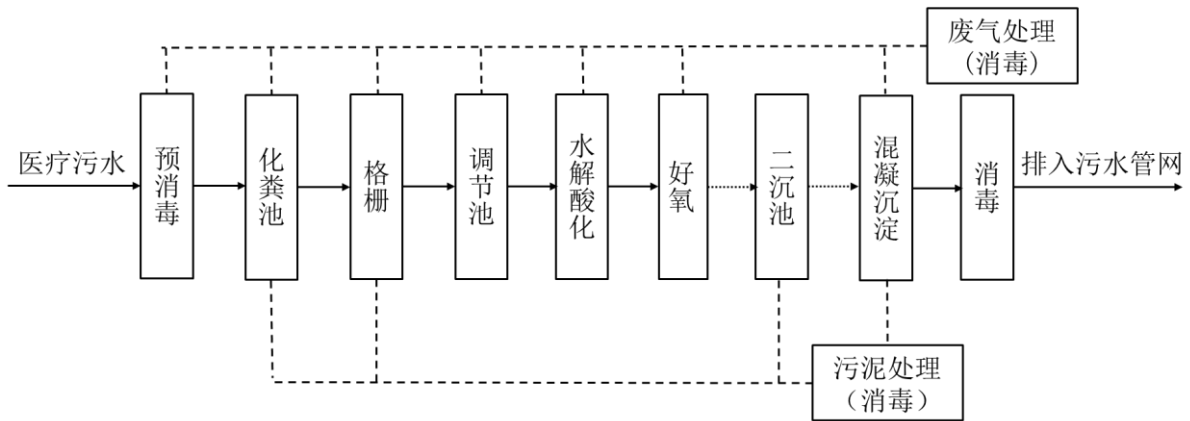 废气处理
(消毒)
医疗污水
预消毒
化粪池
格栅
调节池
水解酸化
好氧
二沉池
混凝沉淀
消毒
排入污水管网
污泥处理
（消毒）